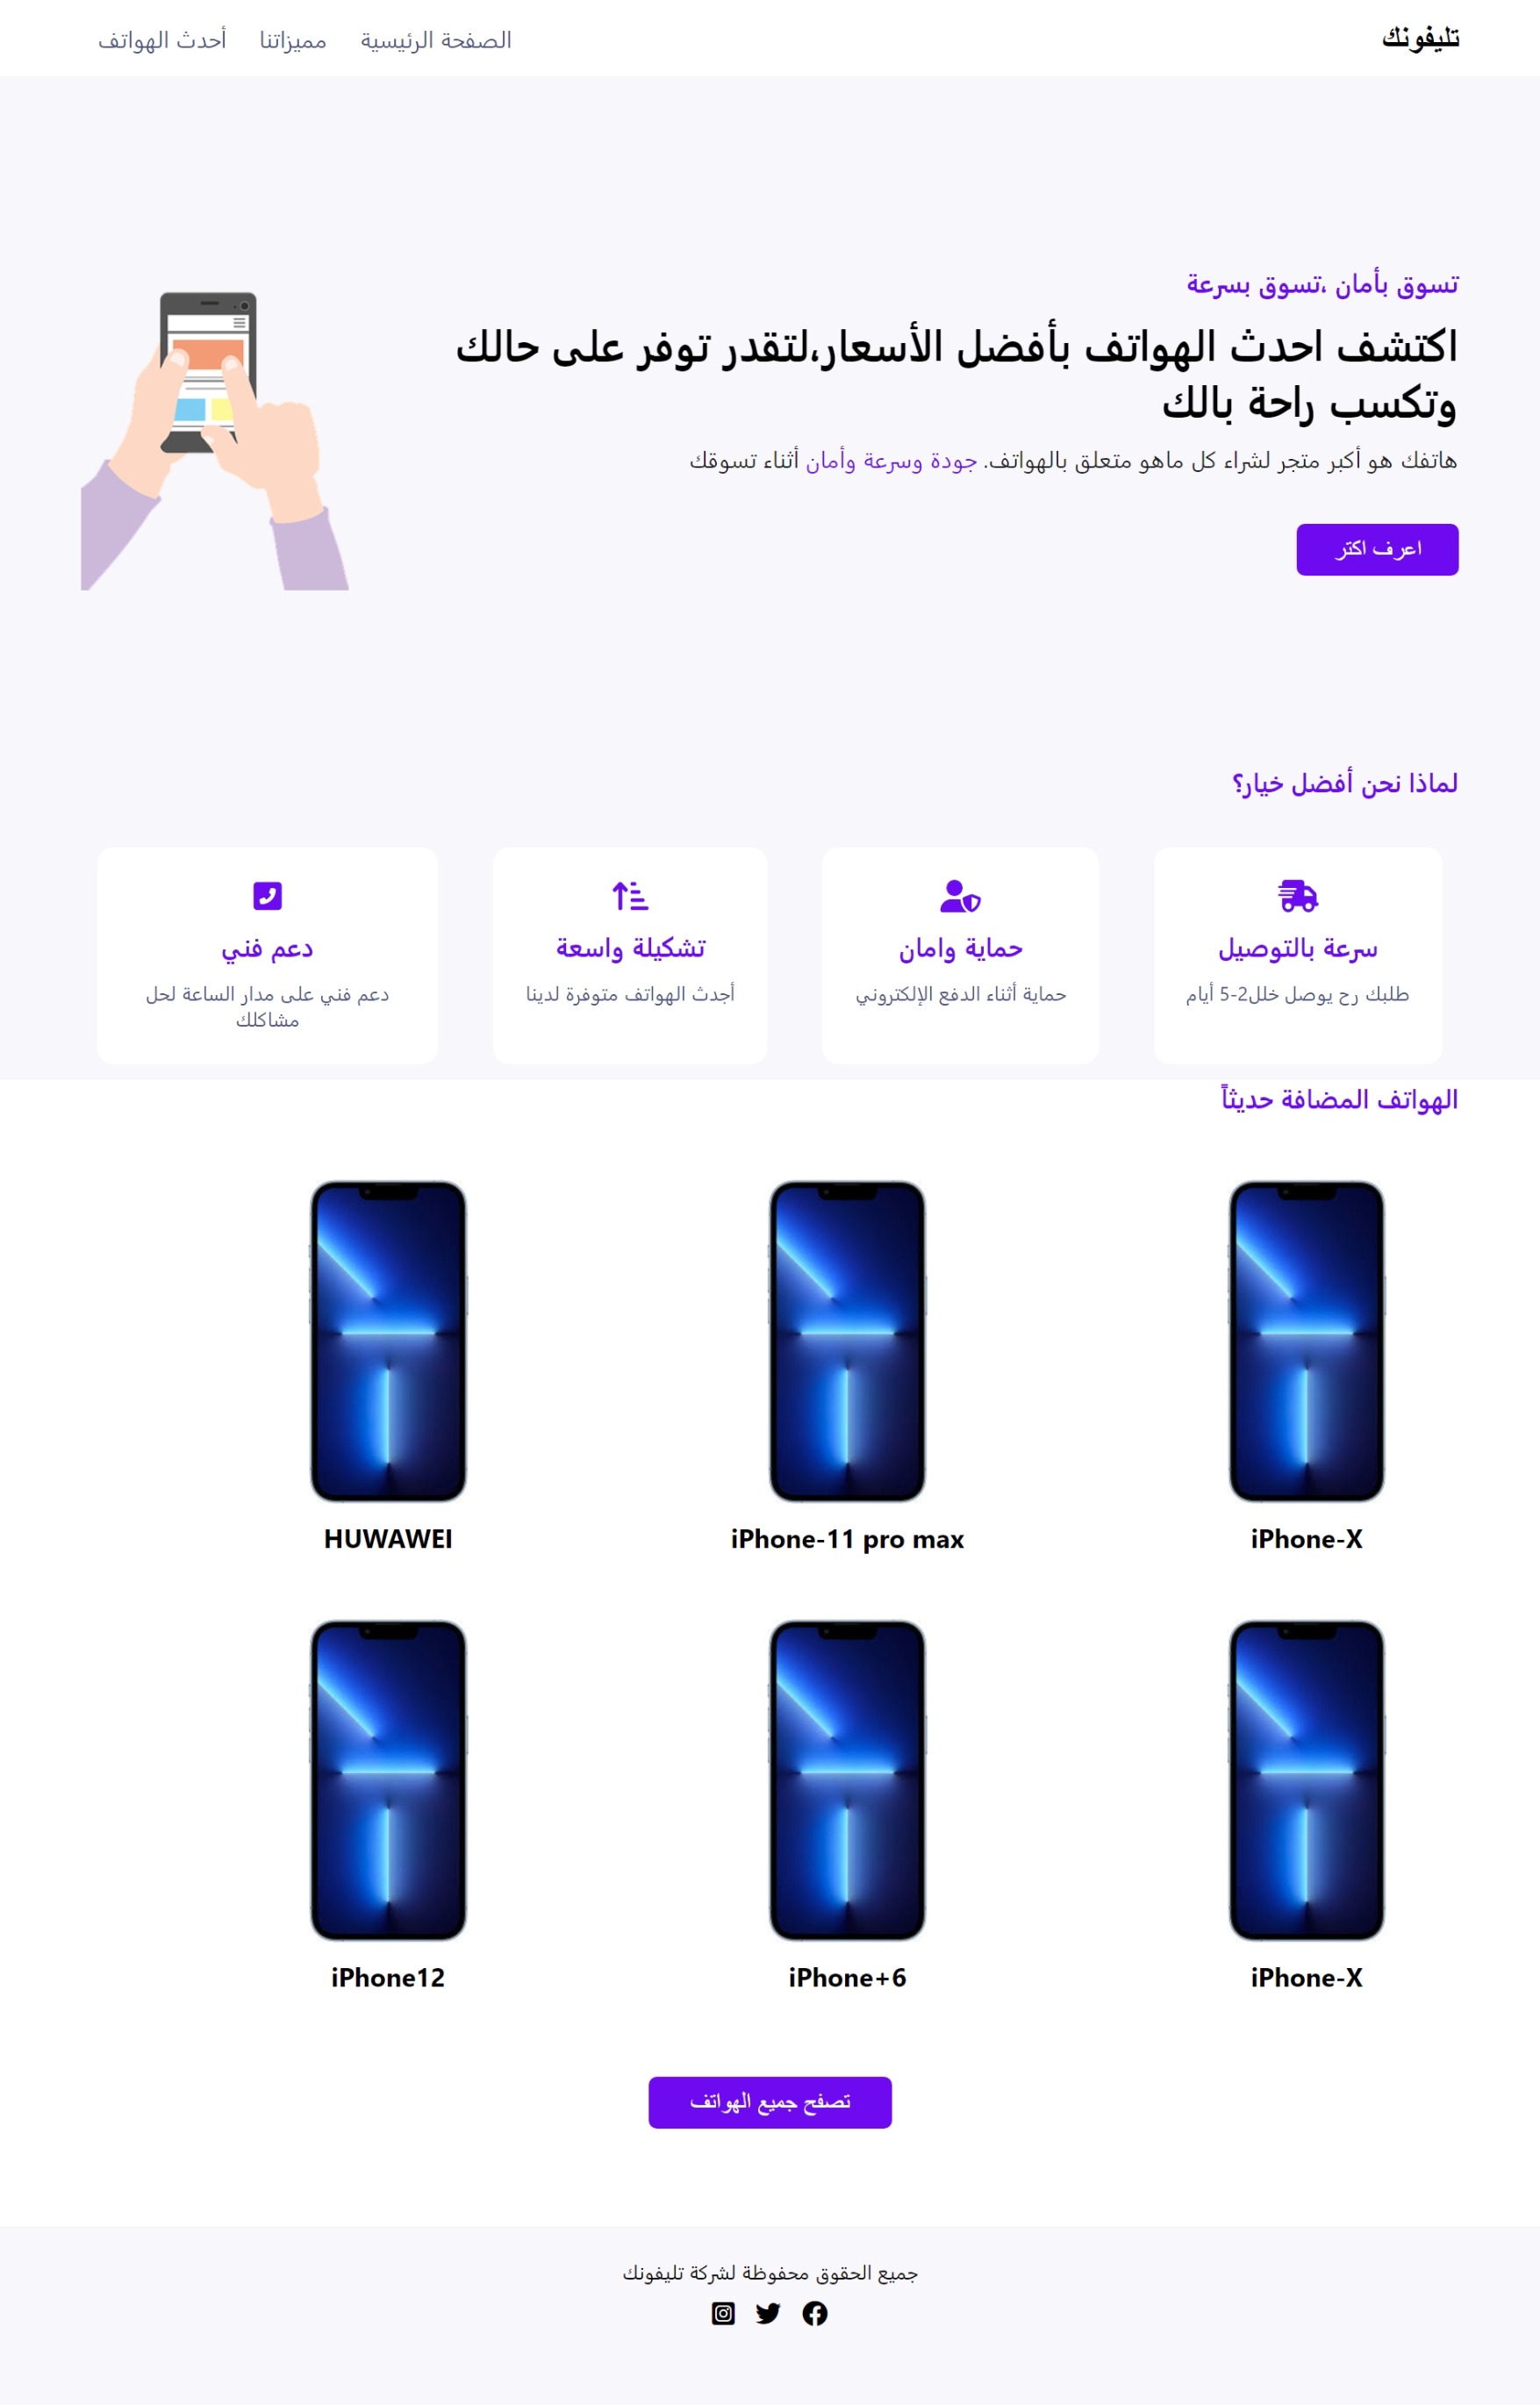 تليفونك
الصفحة الرئيسية
مميزاتنا
أحدث الهواتف
تسوق بأمان ،تسوق بسرعة
اكتشف احدث الهواتف بأفضل الأسعار،لتقدر توفر على حالك
وتكسب راحة بالك
هاتفك هو أكبر متجر لشراء كل ماهو متعلق بالهواتف. جودة وسرعة وأمان أثناء تسوقك
اعرف اكتر
لماذا نحن أفضل خيار؟
سرعة بالتوصيل
طلبك رح يوصل خلل2-5 أيام
حماية وامان
حماية أثناء الدفع الإلكتروني
تشكيلة واسعة
أجدث الهواتف متوفرة لدينا
دعم فني
دعم فني على مدار الساعة لحل
مشاكلك
الهواتف المضافة حديثاً
iPhone-X
iPhone-11 pro max
HUWAWEI
iPhone-X
iPhone+6
iPhone12
تصفح جميع الهواتف
جميع الحقوق محفوظة لشركة تليفونك